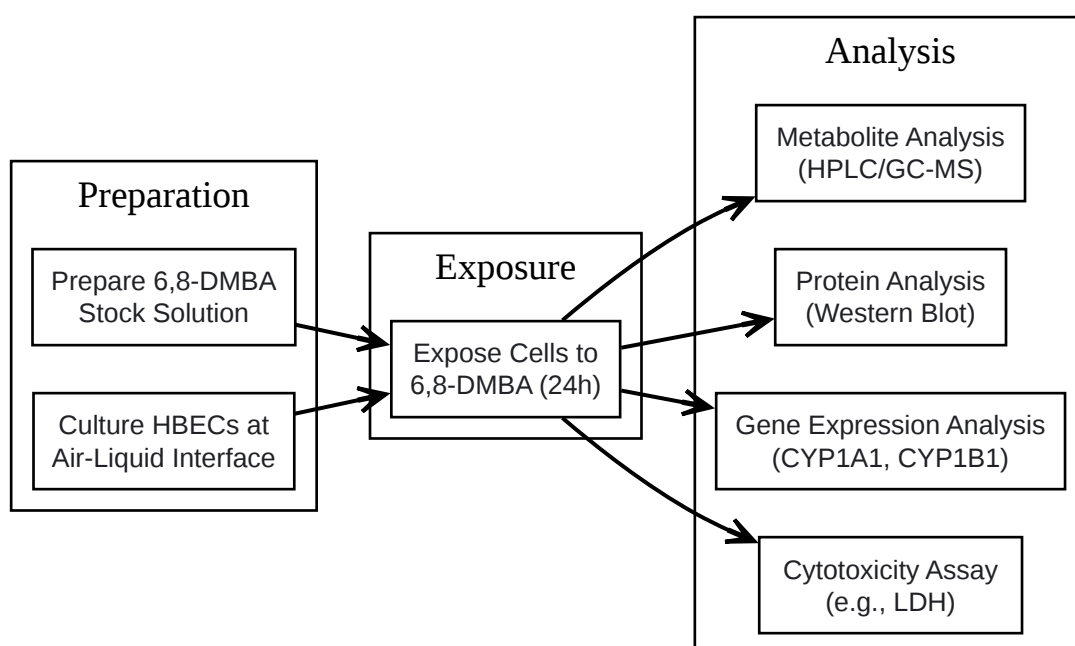 Preparation
Prepare 6,8-DMBA
Stock Solution
Culture HBECs at
Air-Liquid Interface
Exposure
Expose Cells to
6,8-DMBA (24h)
Analysis
Metabolite Analysis
(HPLC/GC-MS)
Protein Analysis
(Western Blot)
Gene Expression Analysis
(CYP1A1, CYP1B1)
Cytotoxicity Assay
(e.g., LDH)